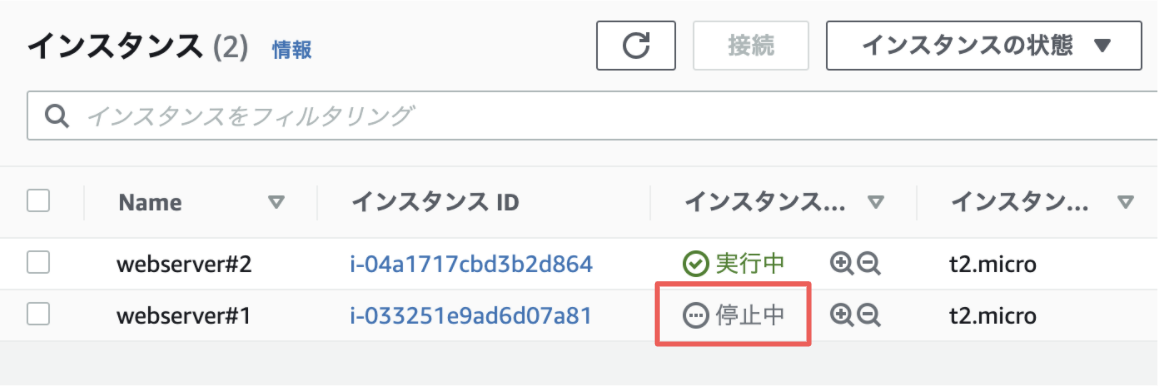 インスタンス (2) 情報 接続 インスタンスの状態
インスタンスをフィルタリング
Name インスタンス ID インスタンス... インスタン...
webserver#2 i-04a1717cbd3b2d864 実行中 t2.micro
webserver#1 i-033251e9ad6d07a81 停止中 t2.micro